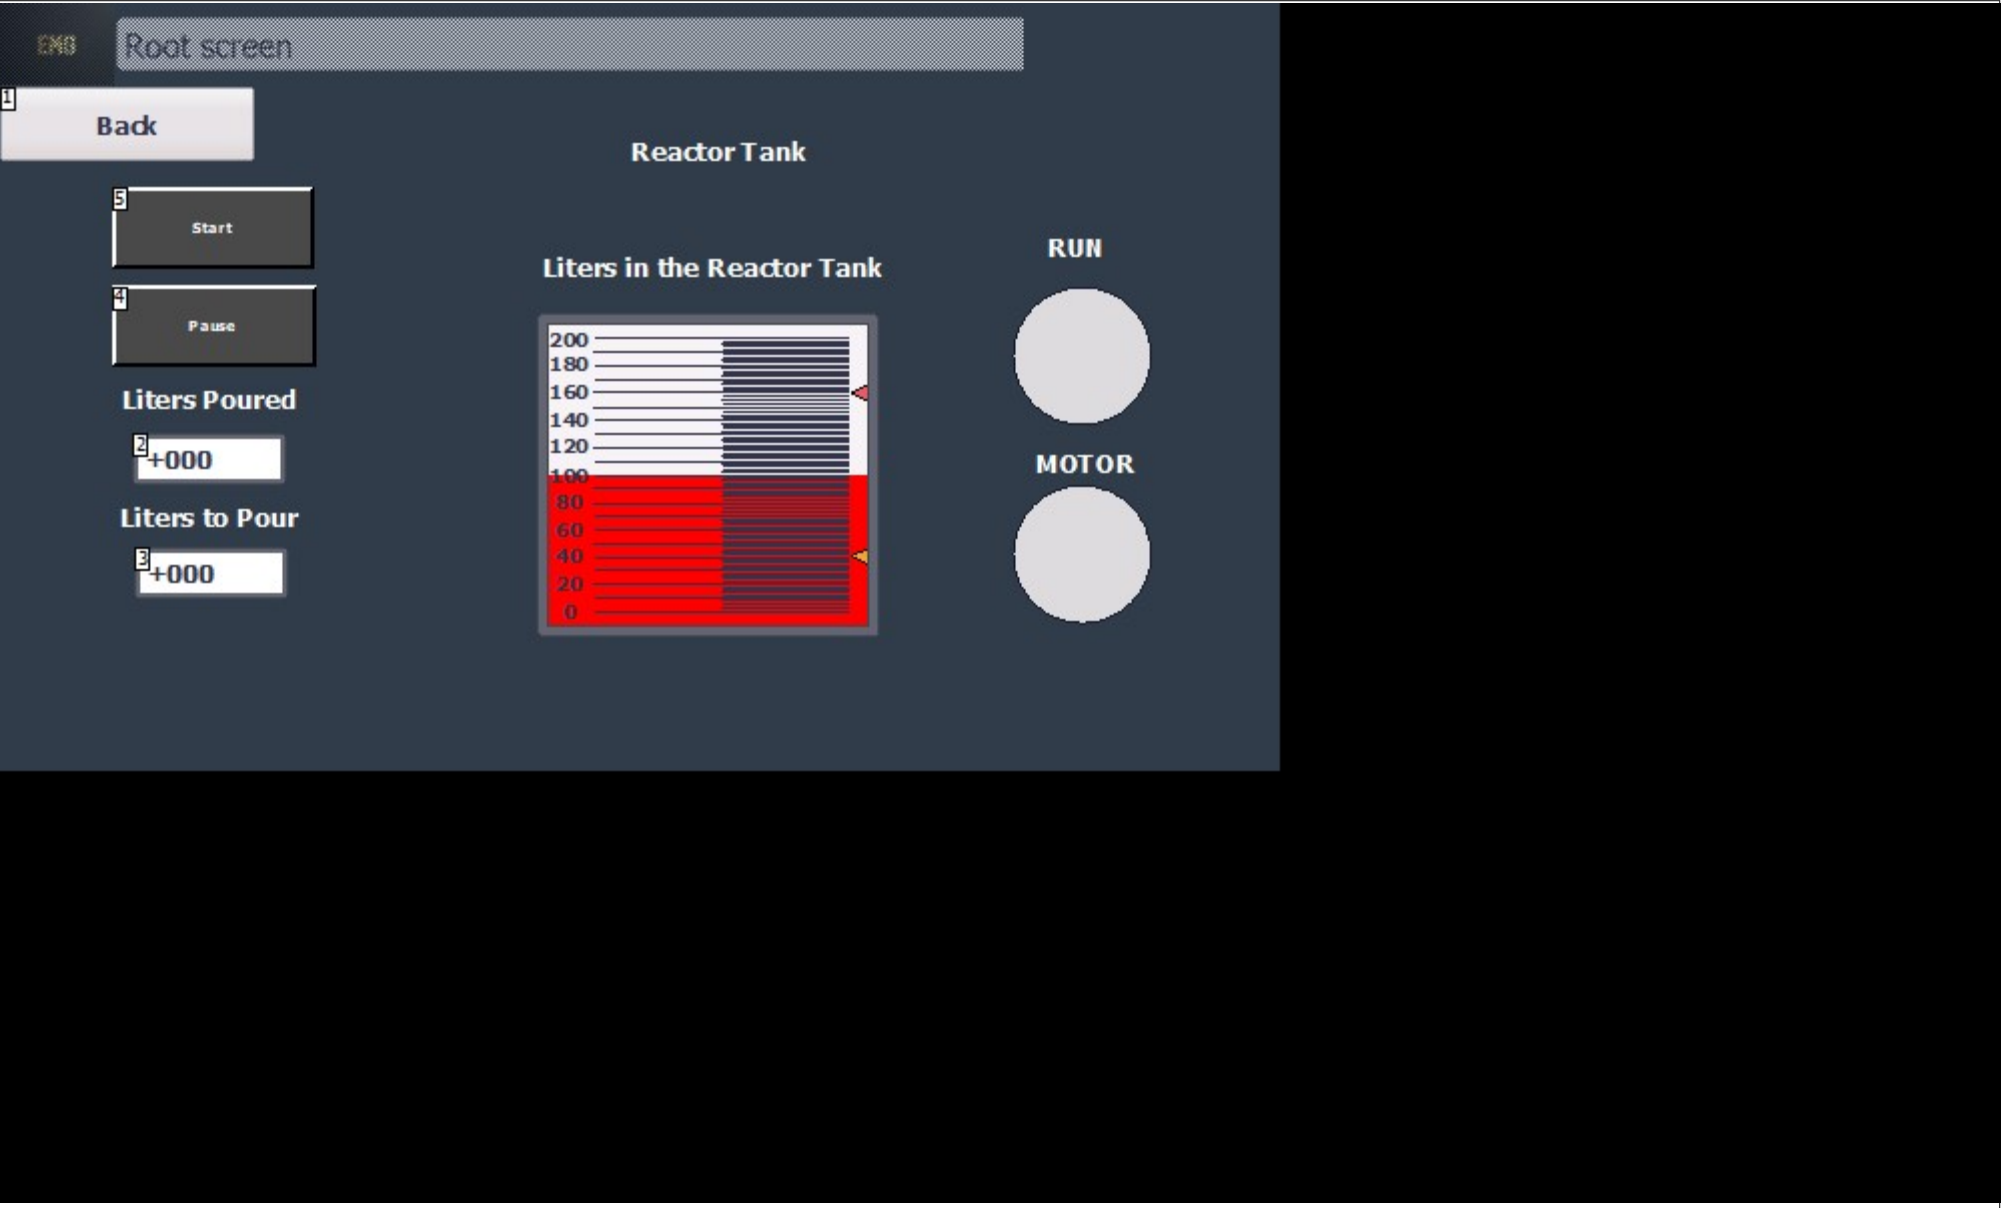 EMO
Root screen
1
Back
Reactor Tank
5
Start
RUN
Liters in the Reactor Tank
4
Pause
200
180
160
140
120
100
80
60
40
20
0
Liters Poured
2
+000
MOTOR
Liters to Pour
3
+000